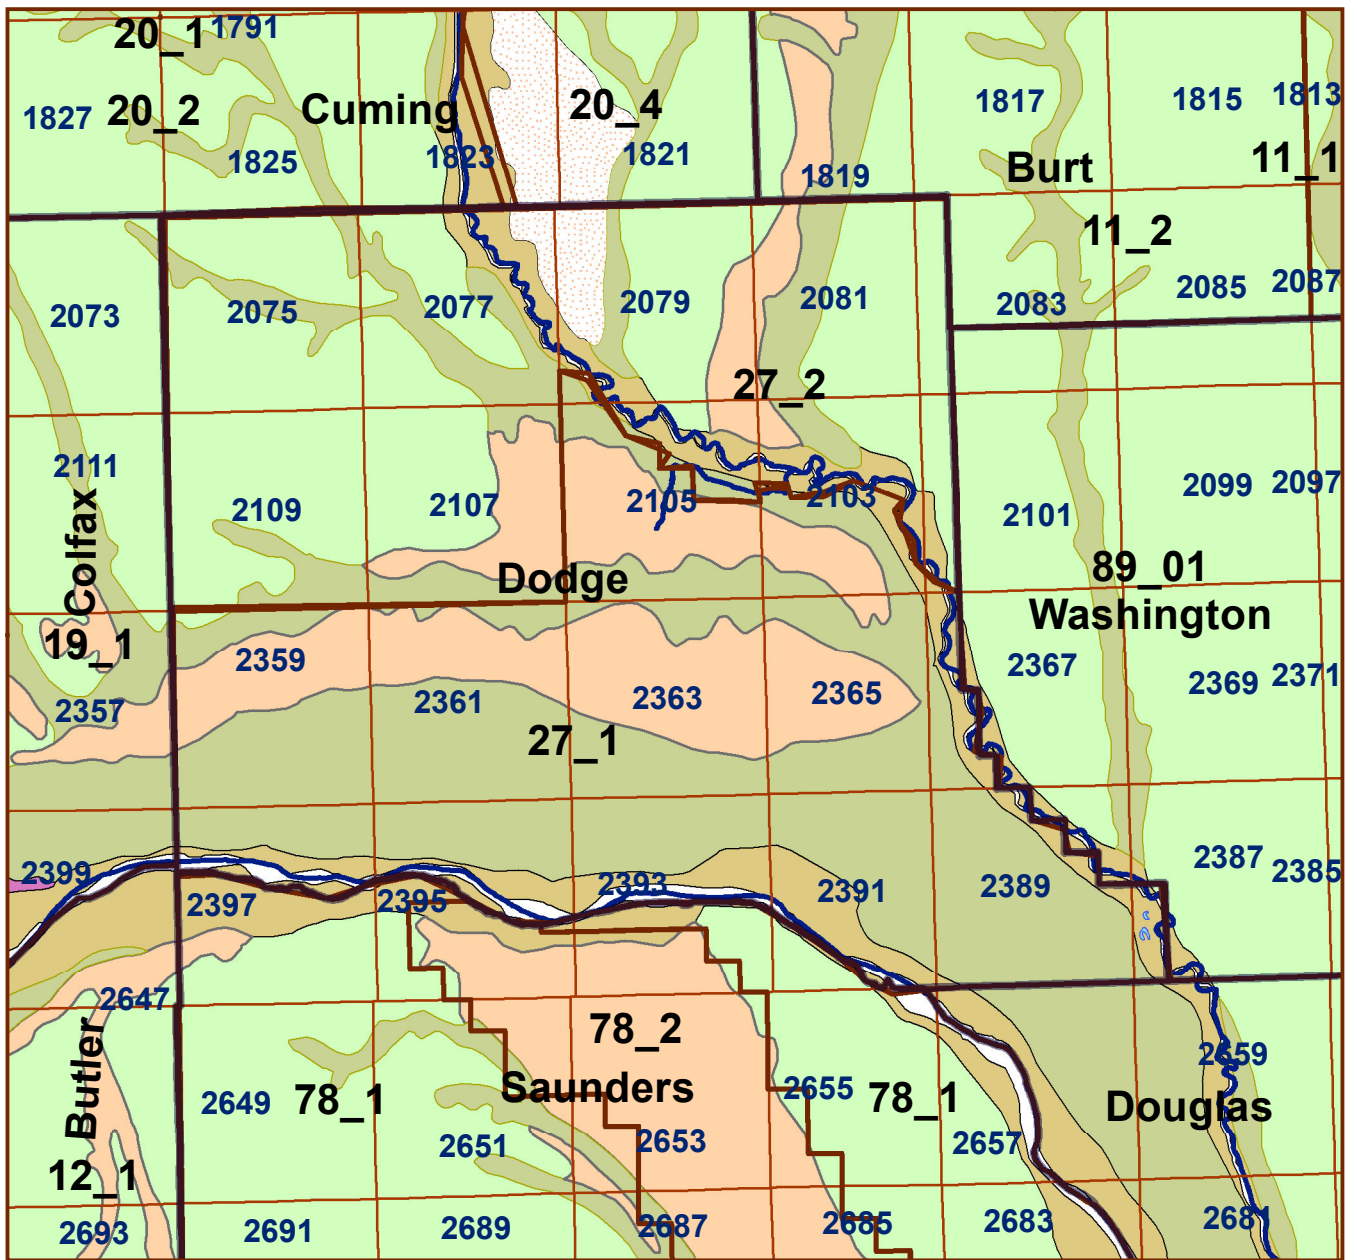 20_1 1791
1827 20_2 Cuming 20_4 1817 1815 1813
1825 1823 1821 1819 Burt 11_1
11_2
2073 2075 2077 2079 2081 2083 2085 2087
27_2
2111 2109 2107 2105 2103 2101 2099 2097
Colfax
Dodge 89_01
Washington
19_1 2359 2367
2357 2361 2363 2365 2369 2371
27_1
2399 2397 2395 2393 2391 2389 2387 2385
2647
Butler
78_2
2659
2649 78_1 Saunders 2655 78_1 Douglas
2651 2653 2657
12_1
2693 2691 2689 2687 2685 2683 2681